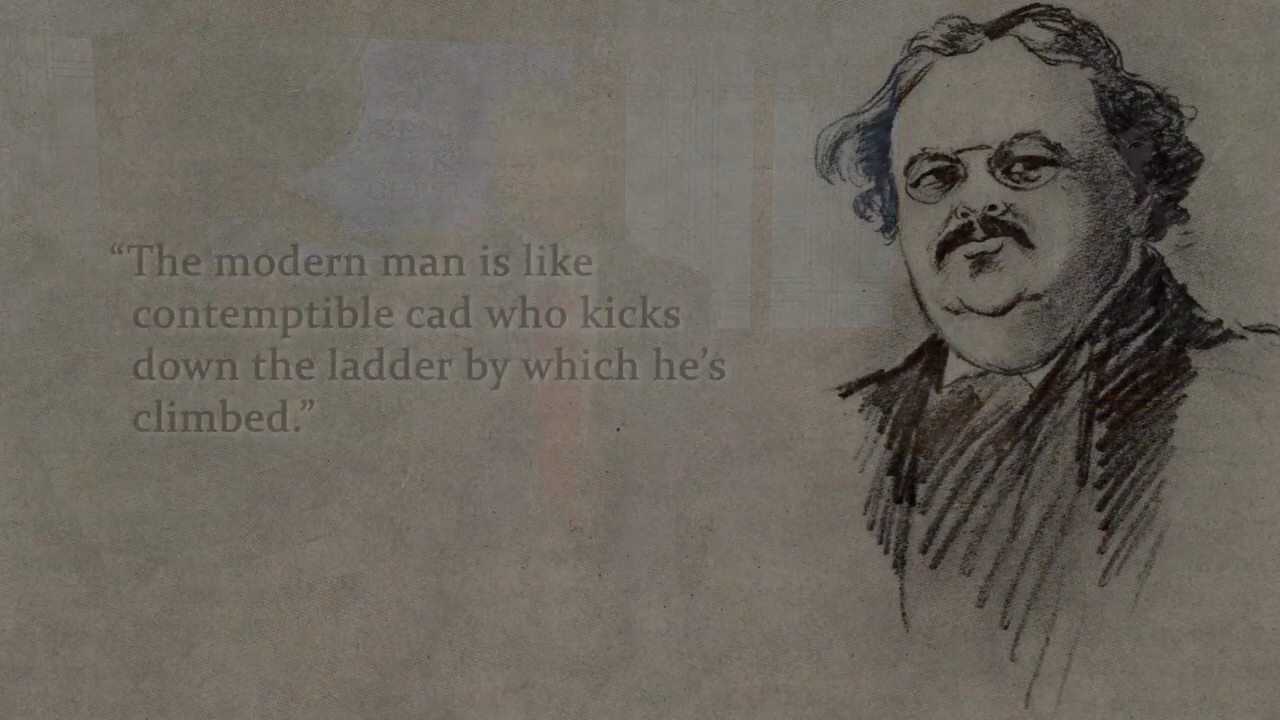 “The modern man is like
contemptible cad who kicks
down the ladder by which he’s
climbed.”